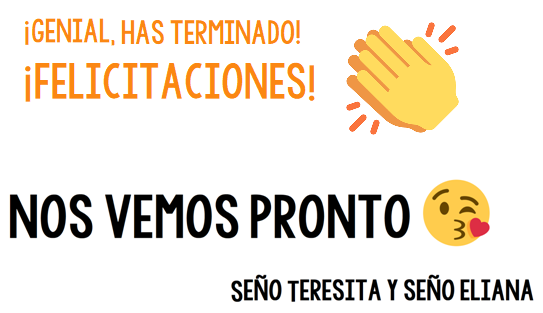 ¡GENIAL, HAS TERMINADO!
¡FELICITACIONES!
NOS VEMOS PRONTO
SEÑO TERESITA Y SEÑO ELIANA